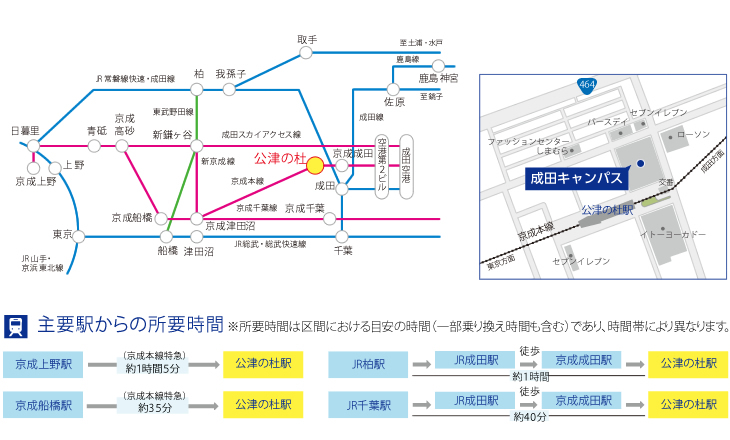 取手
至土浦・水戸
鹿島線
柏
我孫子
鹿島神宮
JR 常磐線快速・成田線
佐原
至銚子
京成
高砂
東武野田線
成田線
日暮里
青砥
新鎌ヶ谷
成田スカイアクセス線
空港第2ビル
成田空港
上野
新京成線
公津の杜
京成成田
京成上野
京成本線
成田
京成千葉線
京成千葉
京成船橋
京成津田沼
東京
船橋
津田沼
JR総武・総武快速線
千葉
JR山手・
京浜東北線
464
セブンイレブン
バースデイ
ローソン
ファッションセンター
しまむら
成田方面
成田キャンパス
交番
公津の杜駅
京成本線
イトーヨーカドー
東京方面
セブンイレブン
主要駅からの所要時間 ※所要時間は区間における目安の時間(一部乗り換え時間も含む)であり、時間帯により異なります。
京成上野駅 (京成本線特急) 約1時間5分 公津の杜駅
JR柏駅 JR成田駅 徒歩 京成成田駅 公津の杜駅
約1時間
京成船橋駅 (京成本線特急) 約35分 公津の杜駅
JR千葉駅 JR成田駅 徒歩 京成成田駅 公津の杜駅
約40分